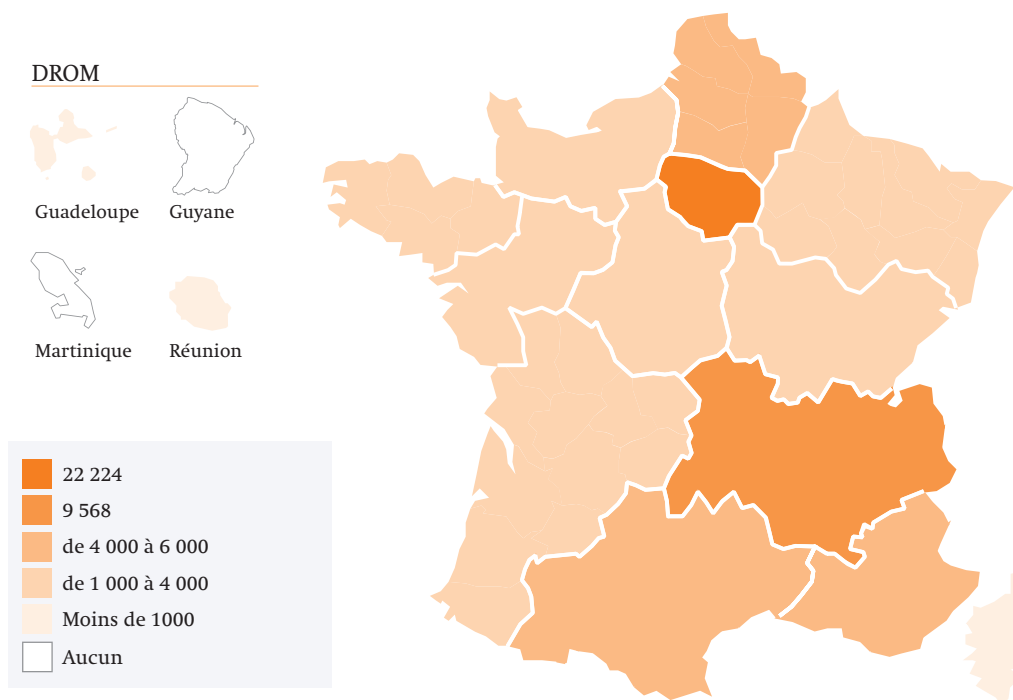 DROM
Guadeloupe
Guyane
Martinique
Réunion
22 224
9 568
de 4 000 à 6 000
de 1 000 à 4 000
Moins de 1000
Aucun